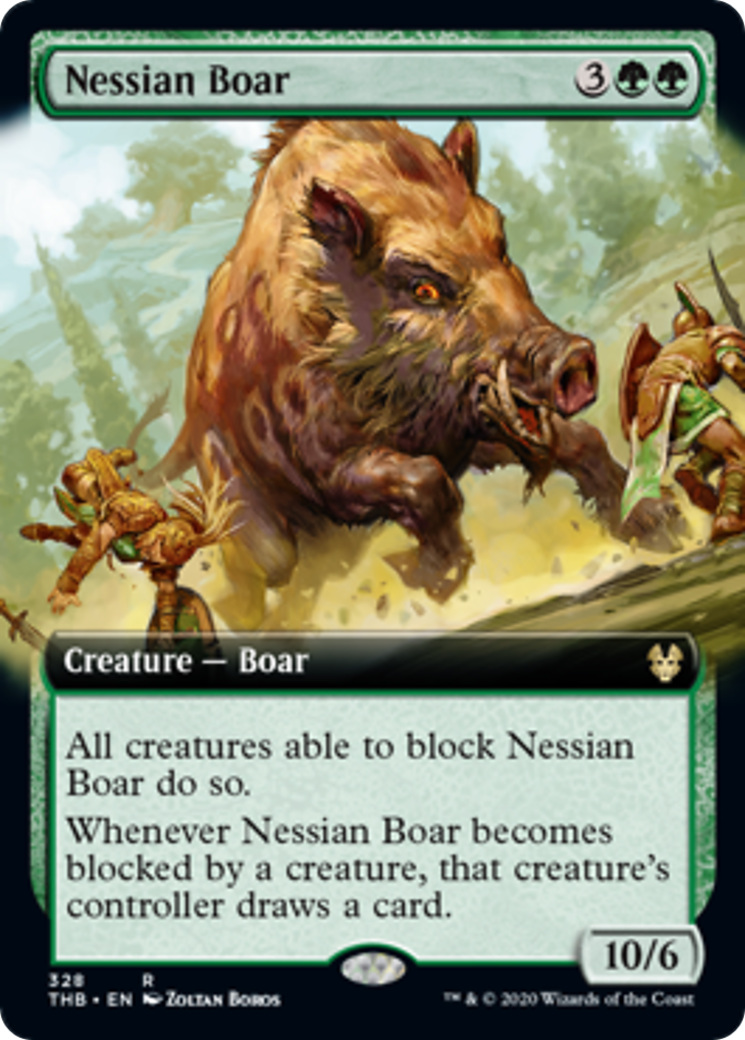 Nessian Boar 3
Creature — Boar
All creatures able to block Nessian
Boar do so.
Whenever Nessian Boar becomes
blocked by a creature, that creature's
controller draws a card.
10/6
328 R
THB • EN Zoltan Boros
™ & © 2020 Wizards of the Coast